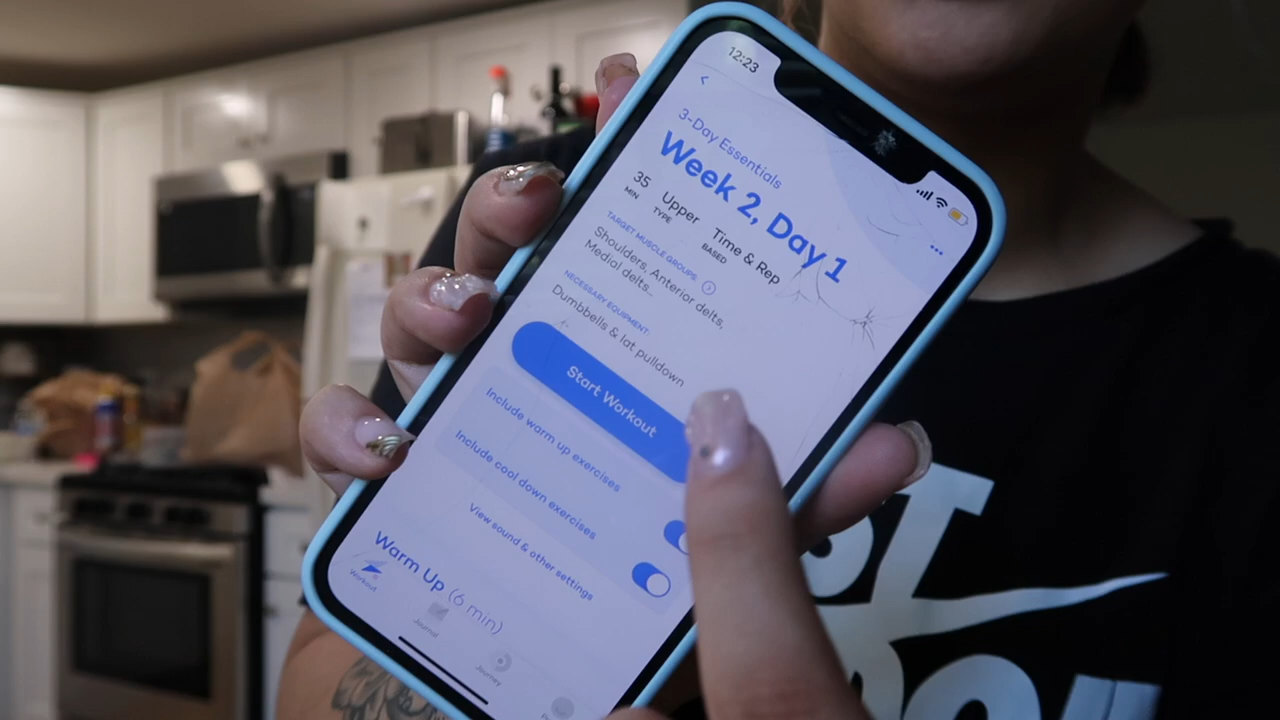 12:23
3-Day Essentials
Week 2, Day 1
35 Upper Time & Rep
MIN TYPE BASED
TARGET MUSCLE GROUPS:
Shoulders, Anterior delts,
Medial delts...
NECESSARY EQUIPMENT:
Dumbbells & lat pulldown
Start Workout
Include warm up exercises
Include cool down exercises
View sound & other settings
Warm Up (6 min)
Workout
Journal
Journey